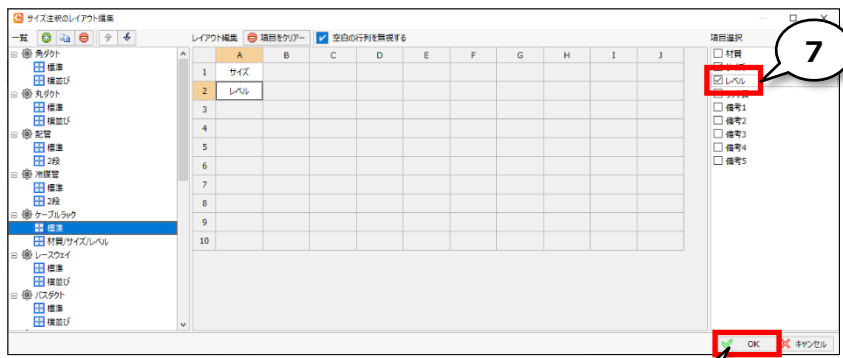 サイズ注釈のレイアウト編集
一覧
レイアウト編集 項目をクリアー 空白の行列を無視する
項目選択
角ダクト
標準
横並び
丸ダクト
標準
横並び
配管
標準
2段
冷媒管
標準
2段
ケーブルラック
標準
材質/サイズ/レベル
レースウェイ
標準
横並び
バスダクト
標準
横並び
A B C D E F G H I J
1 サイズ
2 レベル
3
4
5
6
7
8
9
10
材質
レベル
備考1
備考2
備考3
備考4
備考5
7
OK キャンセル